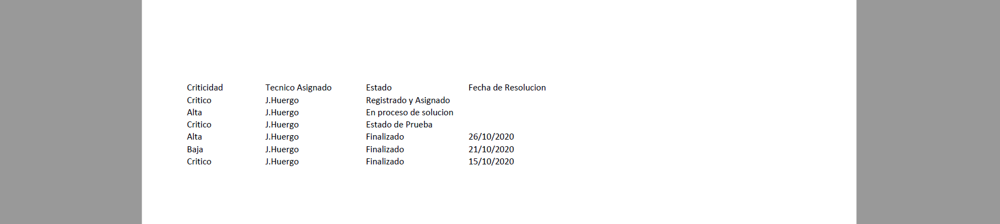 Criticidad Tecnico Asignado Estado Fecha de Resolucion
Critico J.Huergo Registrado y Asignado
Alta J.Huergo En proceso de solucion
Critico J.Huergo Estado de Prueba
Alta J.Huergo Finalizado 26/10/2020
Baja J.Huergo Finalizado 21/10/2020
Critico J.Huergo Finalizado 15/10/2020